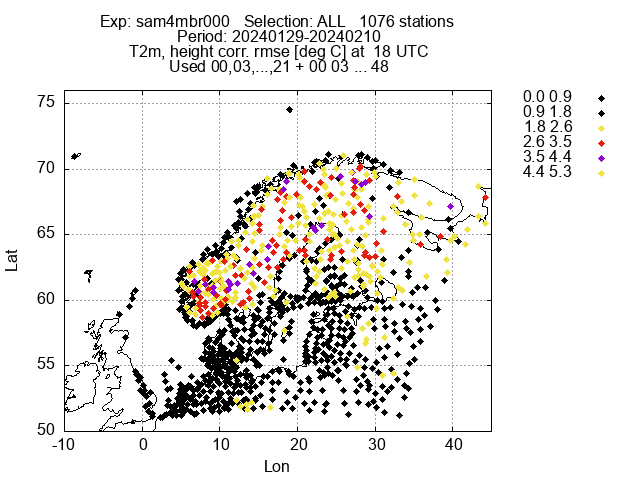 Exp: sam4mbr000   Selection: ALL   1076 stations
Period: 20240129-20240210
T2m, height corr. rmse [deg C] at  18 UTC
Used 00,03,...,21 + 00 03 ... 48
0.0 0.9
0.9 1.8
1.8 2.6
2.6 3.5
3.5 4.4
4.4 5.3
75
70
65
60
55
50
Lat
-10 0 10 20 30 40
Lon